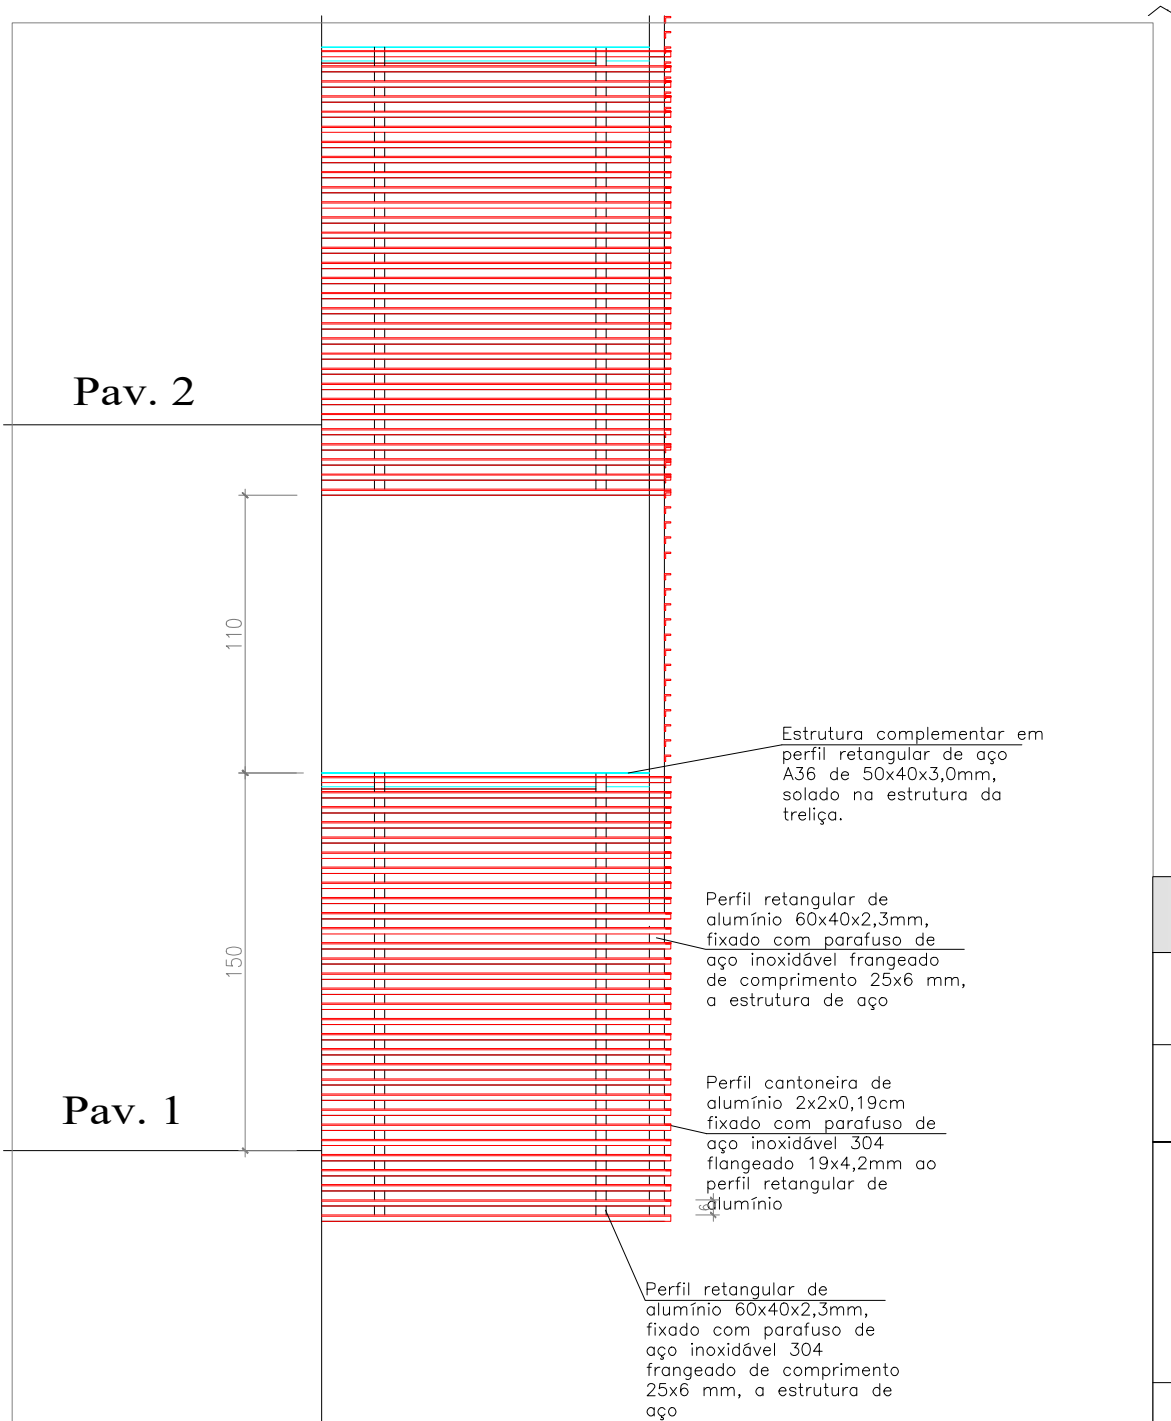 Pav. 2
110
Estrutura complementar em
perfil retangular de aço
A36 de 50x40x3,0mm,
solado na estrutura da
treliça.
Perfil retangular de
alumínio 60x40x2,3mm,
fixado com parafuso de
aço inoxidável frangeado
de comprimento 25x6 mm,
a estrutura de aço
150
Perfil cantoneira de
alumínio 2x2x0,19cm
fixado com parafuso de
aço inoxidável 304
flangeado 19x4,2mm ao
perfil retangular de
alumínio
Pav. 1
6
Perfil retangular de
alumínio 60x40x2,3mm,
fixado com parafuso de
aço inoxidável 304
frangeado de comprimento
25x6 mm, a estrutura de
aço